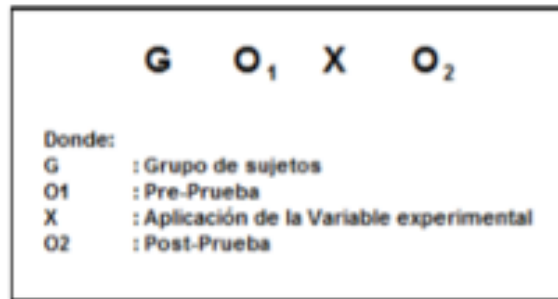 G O₁ X O₂
Donde:
G : Grupo de sujetos
O1 : Pre-Prueba
X : Aplicación de la Variable experimental
O2 : Post-Prueba